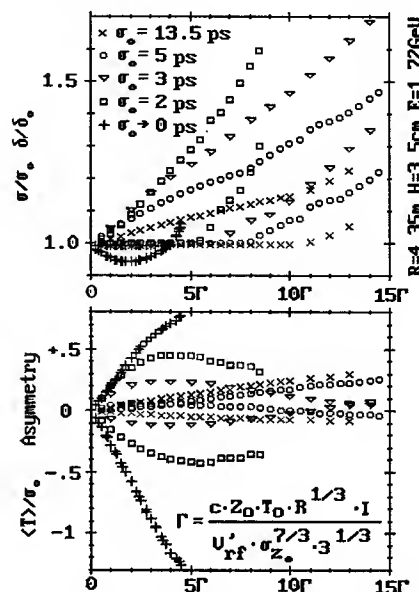 × σ₀ = 13.5 ps
○ σ₀ = 5 ps
▽ σ₀ = 3 ps
□ σ₀ = 2 ps
+ σ₀ → 0 ps
1.5
1.0
σ/σ₀ δ/δ₀
R=4.35m H=3.5cm E=1.72GeV
0 5Γ 10Γ 15Γ
+.5
0
-.5
-1
<T>/σ₀ Asymmetry
Γ = c·Z₀·T₀·R^1/3·I / U'rf·σz₀^7/3·3^1/3
0 5Γ 10Γ 15Γ